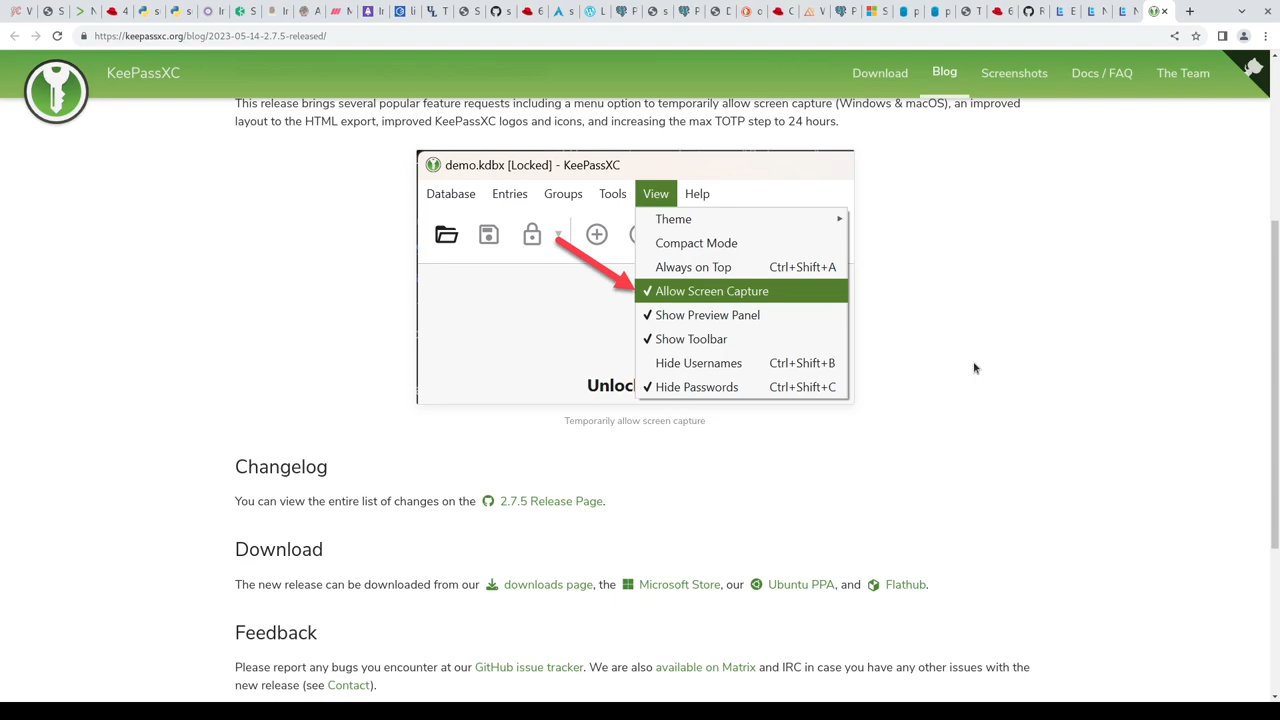 V
S
N
4
s
s
In
S
In
A
M
In
U
T
C
s
6
A
L
P
s
P
D
o
C
P
S
p
p
T
6
R
E
L
N
https://keepassxc.org/blog/2023-05-14-2.7.5-released/
KeePassXC
Download
Blog
Screenshots
Docs / FAQ
The Team
This release brings several popular feature requests including a menu option to temporarily allow screen capture (Windows & macOS), an improved
layout to the HTML export, improved KeePassXC logos and icons, and increasing the max TOTP step to 24 hours.
demo.kdbx [Locked] - KeePassXC
Database Entries Groups Tools View Help
Theme
Compact Mode
Always on Top Ctrl+Shift+A
✓ Allow Screen Capture
✓ Show Preview Panel
✓ Show Toolbar
Hide Usernames Ctrl+Shift+B
Unloc
✓ Hide Passwords Ctrl+Shift+C
Temporarily allow screen capture
Changelog
You can view the entire list of changes on the 2.7.5 Release Page.
Download
The new release can be downloaded from our downloads page, the Microsoft Store, our Ubuntu PPA, and Flathub.
Feedback
Please report any bugs you encounter at our GitHub issue tracker. We are also available on Matrix and IRC in case you have any other issues with the
new release (see Contact).